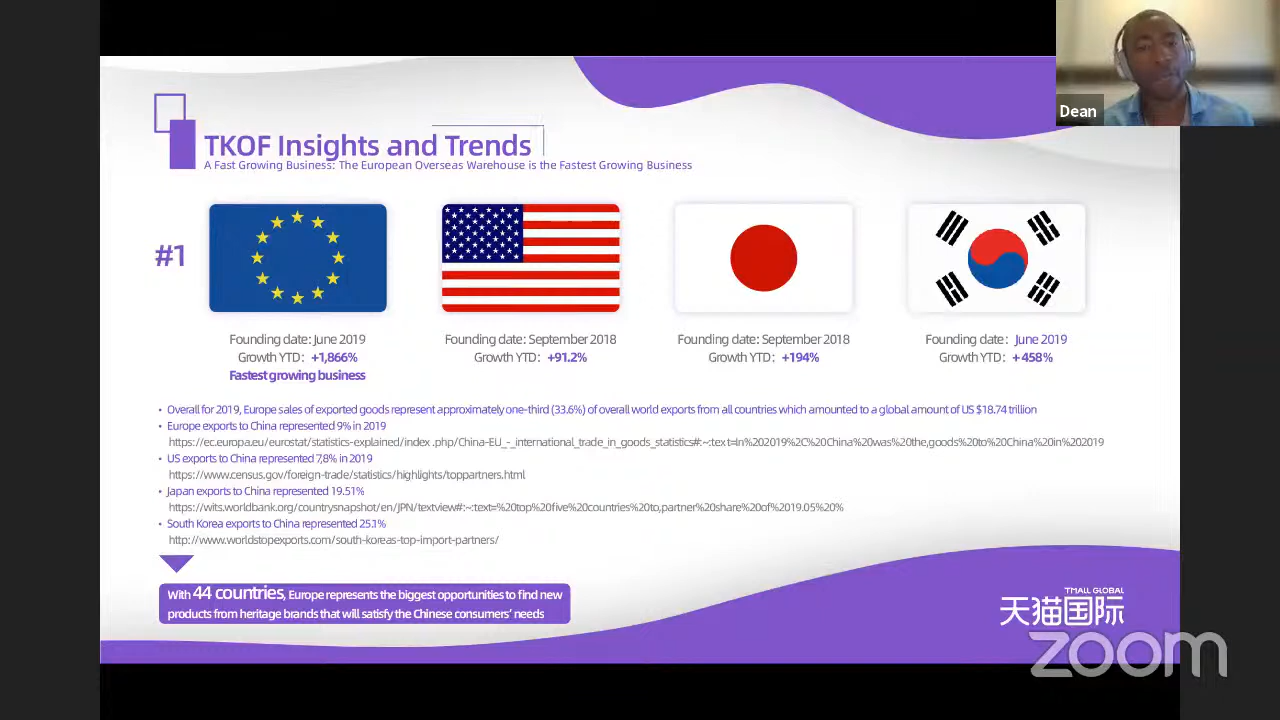 Dean
TKOF Insights and Trends
A Fast Growing Business: The European Overseas Warehouse is the Fastest Growing Business
#1
Founding date: June 2019
Growth YTD: +1,866%
Fastest growing business
Founding date: September 2018
Growth YTD: +91.2%
Founding date: September 2018
Growth YTD: +194%
Founding date: June 2019
Growth YTD: +458%
• Overall for 2019, Europe sales of exported goods represent approximately one-third (33.6%) of overall world exports from all countries which amounted to a global amount of US $18.74 trillion
• Europe exports to China represented 9% in 2019
https://ec.europa.eu/eurostat/statistics-explained/index .php/China-EU_-_international_trade_in_goods_statistics#:~:text=In%202019%2C%20China%20was%20the,goods%20to%20China%20in%202019
• US exports to China represented 7,8% in 2019
https://www.census.gov/foreign-trade/statistics/highlights/toppartners.html
• Japan exports to China represented 19.51%
https://wits.worldbank.org/countrysnapshot/en/JPN/textview#:~:text=%20top%20five%20countries%20to,partner%20share%20of%2019.05%20%
• South Korea exports to China represented 25.1%
http://www.worldstopexports.com/south-koreas-top-import-partners/
With 44 countries, Europe represents the biggest opportunities to find new
products from heritage brands that will satisfy the Chinese consumers' needs
TMALL GLOBAL
天猫国际
zoom